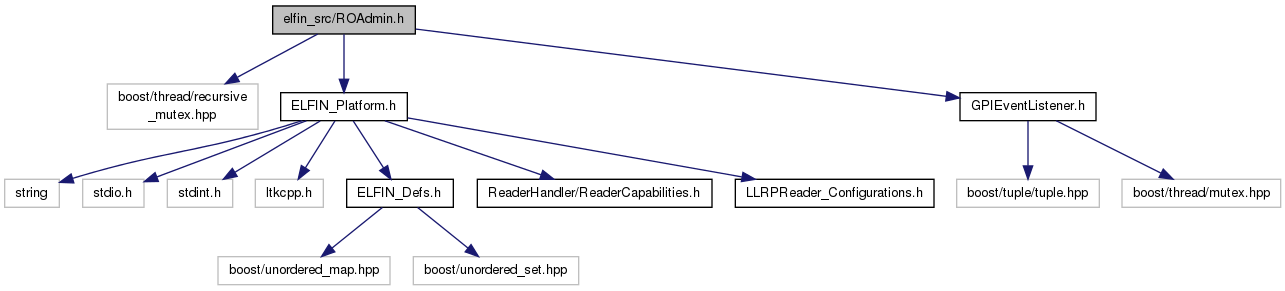 elfin_src/ROAdmin.h
boost/thread/recursive
_mutex.hpp
ELFIN_Platform.h
GPIEventListener.h
string
stdio.h
stdint.h
ltkcpp.h
ELFIN_Defs.h
ReaderHandler/ReaderCapabilities.h
LLRPReader_Configurations.h
boost/tuple/tuple.hpp
boost/thread/mutex.hpp
boost/unordered_map.hpp
boost/unordered_set.hpp